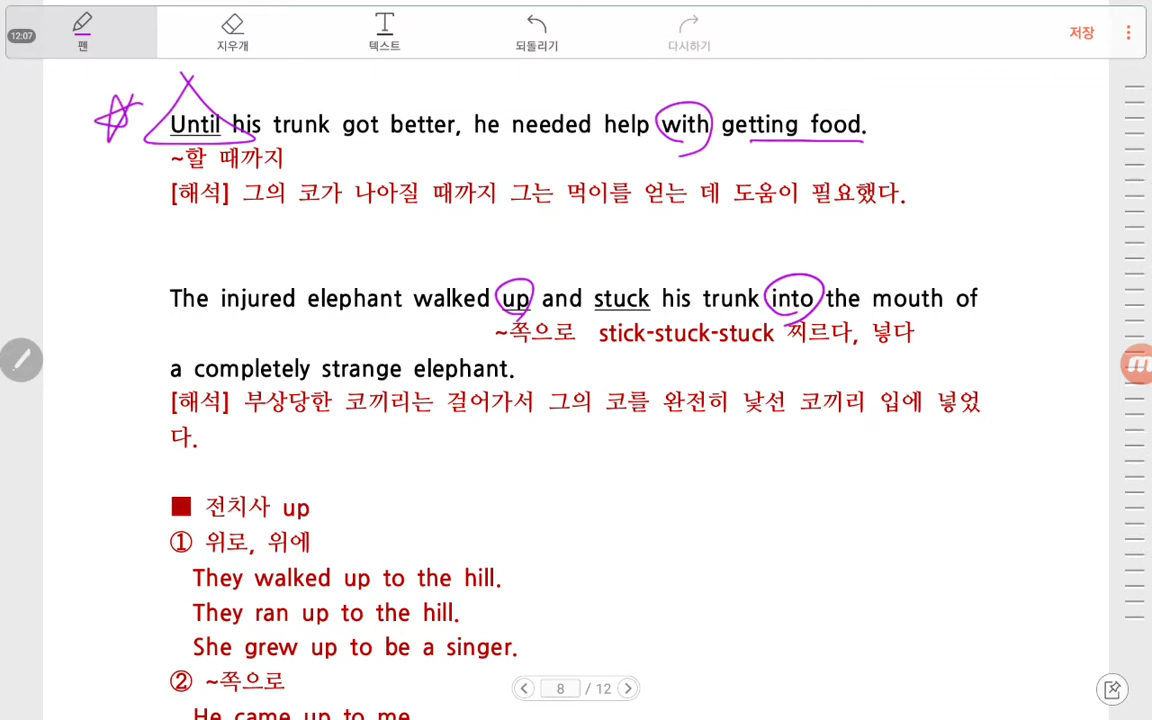 12:07
펜
지우개
텍스트
되돌리기
다시하기
저장
Until his trunk got better, he needed help with getting food.
~할 때까지
[해석] 그의 코가 나아질 때까지 그는 먹이를 얻는 데 도움이 필요했다.
The injured elephant walked up and stuck his trunk into the mouth of
~쪽으로 stick-stuck-stuck 찌르다, 넣다
a completely strange elephant.
[해석] 부상당한 코끼리는 걸어가서 그의 코를 완전히 낯선 코끼리 입에 넣었
다.
■ 전치사 up
① 위로, 위에
They walked up to the hill.
They ran up to the hill.
She grew up to be a singer.
② ~쪽으로
He came up to me.
8 / 12